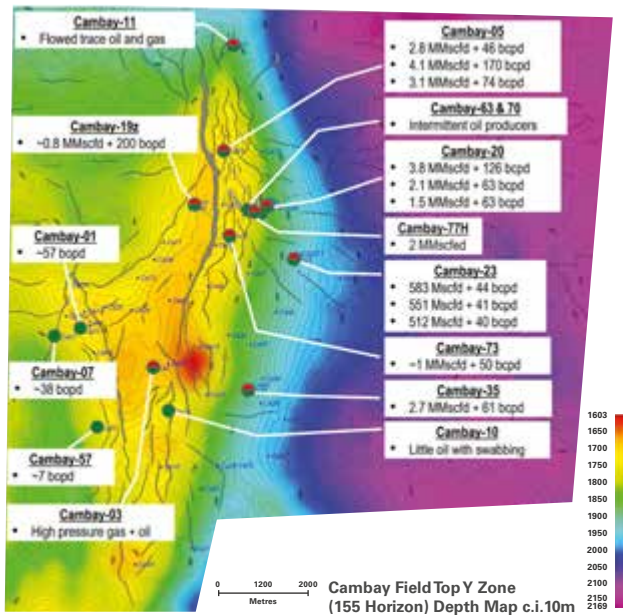 Cambay-11
• Flowed trace oil and gas
Cambay-19z
• ~0.8 MMscfd + 200 bopd
Cambay-01
• ~57 bopd
Cambay-07
• ~38 bopd
Cambay-57
• ~7 bopd
Cambay-03
• High pressure gas + oil
Cambay-05
• 2.8 MMscfd + 46 bcpd
• 4.1 MMscfd + 170 bcpd
• 3.1 MMscfd + 74 bcpd
Cambay-63 & 70
• Intermittent oil producers
Cambay-20
• 3.8 MMscfd + 126 bcpd
• 2.1 MMscfd + 63 bcpd
• 1.5 MMscfd + 63 bcpd
Cambay-77H
• 2 MMscfed
Cambay-23
• 583 Mscfd + 44 bcpd
• 551 Mscfd + 41 bcpd
• 512 Mscfd + 40 bcpd
Cambay-73
• ~1 MMscfd + 50 bcpd
Cambay-35
• 2.7 MMscfd + 61 bcpd
Cambay-10
• Little oil with swabbing
1603
1650
1700
1750
1800
1850
1900
1950
2000
2050
2100
2150
2169
0 1200 2000
Metres
Cambay Field Top Y Zone
(155 Horizon) Depth Map c.i.10m